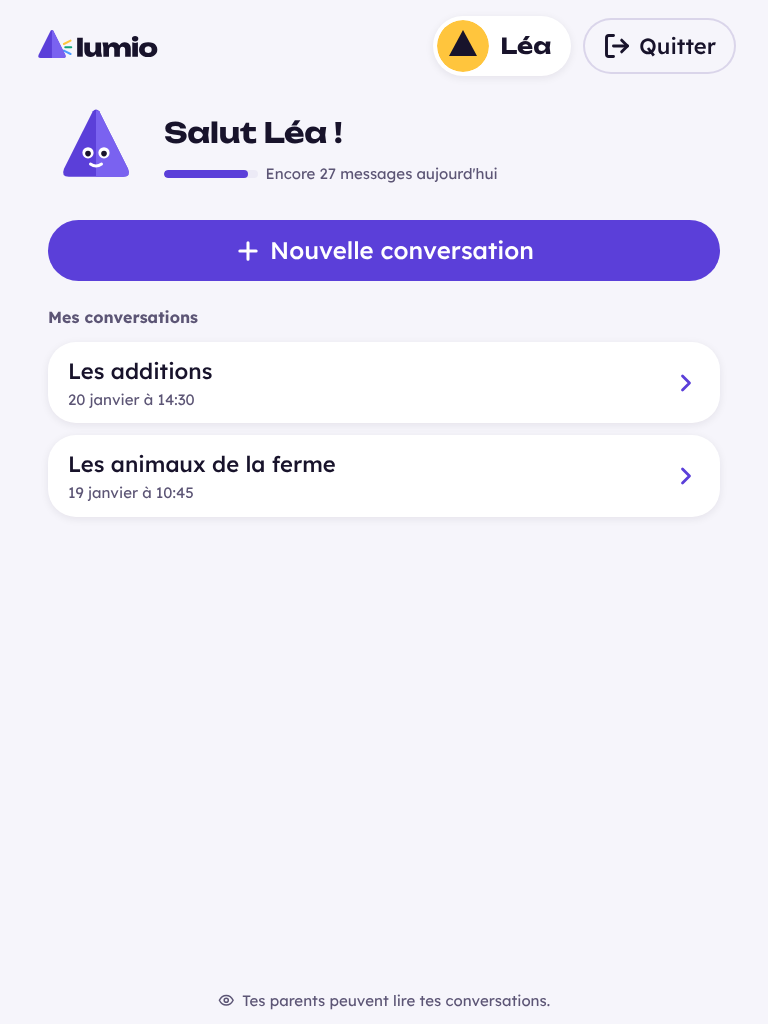 lumio
Léa
Quitter
Salut Léa !
Encore 27 messages aujourd'hui
Nouvelle conversation
Mes conversations
Les additions
20 janvier à 14:30
Les animaux de la ferme
19 janvier à 10:45
Tes parents peuvent lire tes conversations.